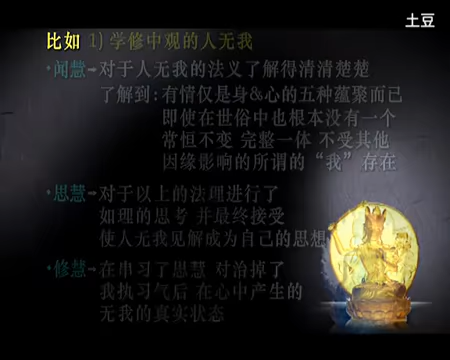 土豆
比如 1) 学修中观的人无我
·闻慧→对于人无我的法义了解得清清楚楚
了解到:有情仅是身&心的五种蕴聚而已
即使在世俗中也根本没有一个
常恒不变 完整一体 不受其他
因缘影响的所谓的“我”存在
·思慧→对于以上的法理进行了
如理的思考 并最终接受
使人无我见解成为自己的思想
·修慧→在串习了思慧 对治掉了
我执习气后 在心中产生的
无我的真实状态